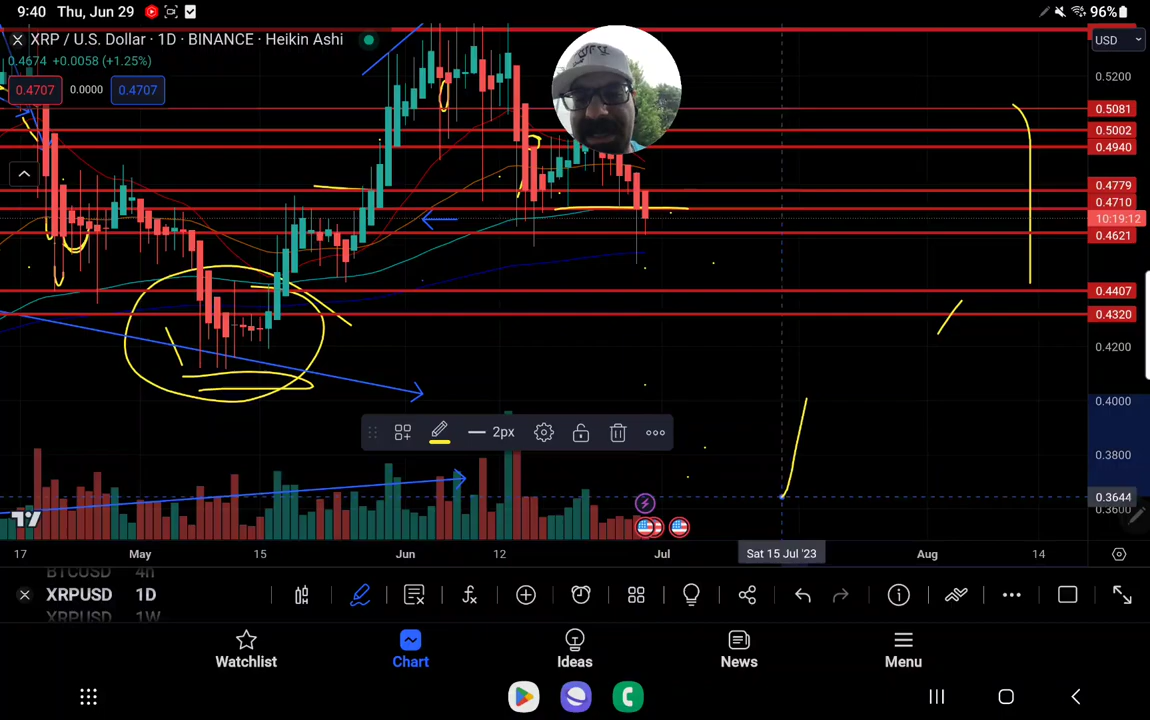 9:40 Thu, Jun 29
96%
XRP / U.S. Dollar · 1D · BINANCE · Heikin Ashi
USD
0.4674 +0.0058 (+1.25%)
0.4707 0.0000 0.4707
0.5200
0.5081
0.5002
0.4940
0.4779
0.4710
10:19:12
0.4621
0.4407
0.4320
0.4200
0.4000
0.3800
0.3644
0.3600
2px
17 May 15 Jun 12 Jul Sat 15 Jul '23 Aug 14
BTCUSD 4h
XRPUSD 1D
XRPUSD 1W
Watchlist Chart Ideas News Menu